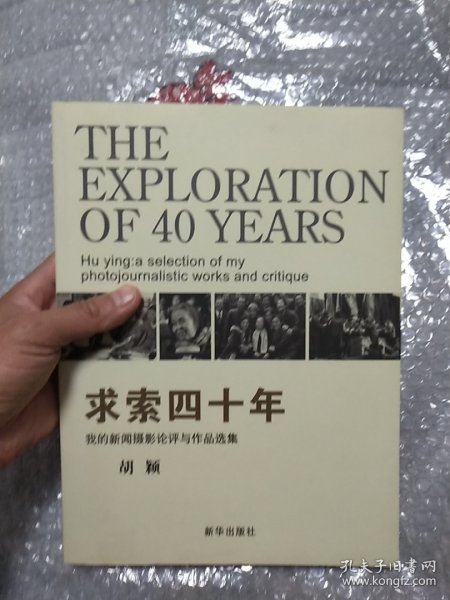 THE
EXPLORATION
OF 40 YEARS
Hu ying:a selection of my
photojournalistic works and critique
求索四十年
我的新闻摄影论评与作品选集
胡 颖
新华出版社
孔夫子旧书网
www.kongfz.com